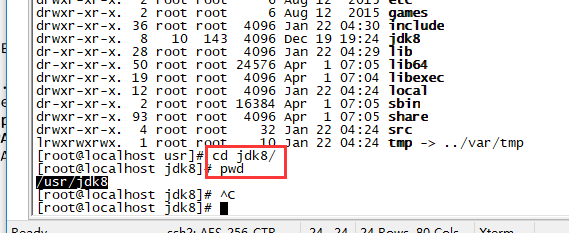 drwxr-xr-x. 2 root root 6 Aug 12 2015 etc
drwxr-xr-x. 2 root root 6 Aug 12 2015 games
drwxr-xr-x. 36 root root 4096 Jan 22 04:30 include
drwxr-xr-x. 8 10 143 4096 Dec 19 19:24 jdk8
dr-xr-xr-x. 28 root root 4096 Jan 22 04:29 lib
dr-xr-xr-x. 50 root root 24576 Apr 1 07:05 lib64
drwxr-xr-x. 19 root root 4096 Apr 1 07:04 libexec
drwxr-xr-x. 12 root root 4096 Jan 22 04:24 local
dr-xr-xr-x. 2 root root 16384 Apr 1 07:05 sbin
drwxr-xr-x. 93 root root 4096 Apr 1 07:04 share
drwxr-xr-x. 4 root root 32 Jan 22 04:24 src
lrwxrwxrwx. 1 root root 10 Jan 22 04:24 tmp -> ../var/tmp
[root@localhost usr]# cd jdk8/
[root@localhost jdk8]# pwd
/usr/jdk8
[root@localhost jdk8]# ^C
[root@localhost jdk8]#
Ready ssh2: AES-256-CTR 24, 24 24 Rows, 80 Cols Xterm